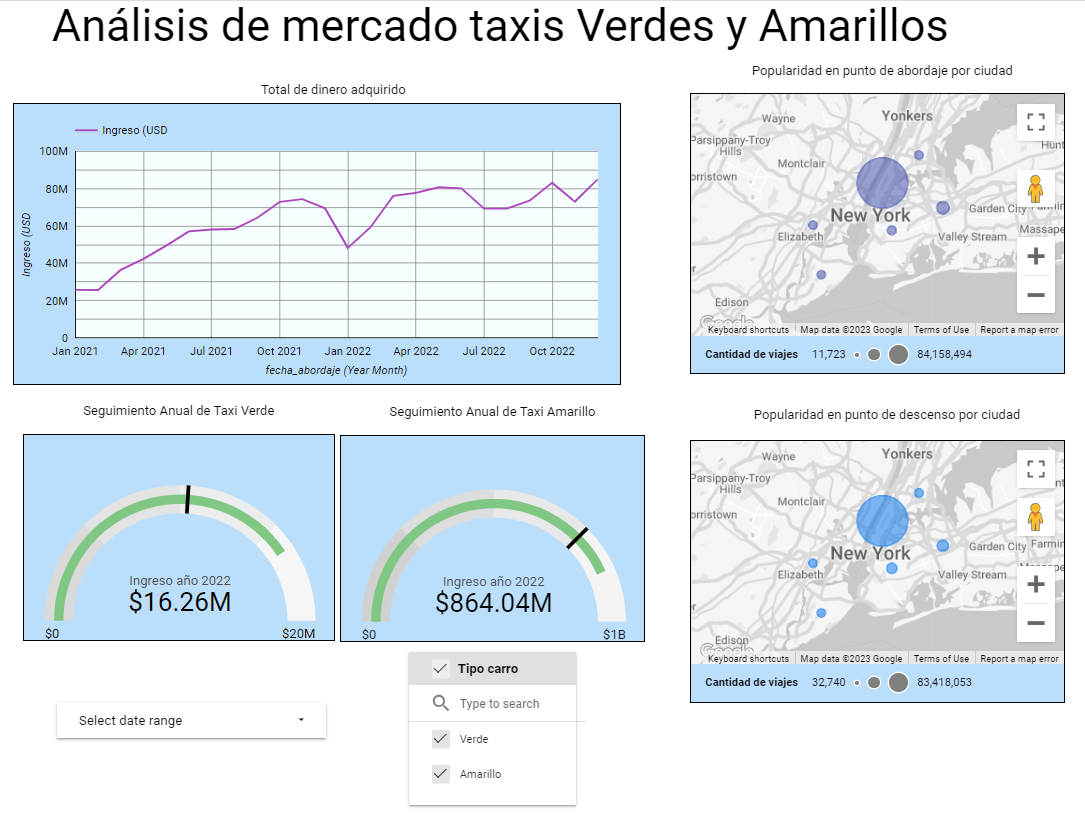 Análisis de mercado taxis Verdes y Amarillos
Total de dinero adquirido
Ingreso (USD
100M
80M
60M
40M
20M
0
Ingreso (USD
Jan 2021
Apr 2021
Jul 2021
Oct 2021
Jan 2022
Apr 2022
Jul 2022
Oct 2022
fecha_abordaje (Year Month)
Popularidad en punto de abordaje por ciudad
Wayne
Yonkers
Parsippany-Troy
Hills
Hunt
Montclair
orristown
New York
Garden City
Farmin
Elizabeth
Valley Stream
Massape
Edison
Google
Keyboard shortcuts
Map data ©2023 Google
Terms of Use
Report a map error
Cantidad de viajes 11,723 84,158,494
Seguimiento Anual de Taxi Verde
Ingreso año 2022
$16.26M
$0
$20M
Seguimiento Anual de Taxi Amarillo
Ingreso año 2022
$864.04M
$0
$1B
Popularidad en punto de descenso por ciudad
Wayne
Yonkers
Parsippany-Troy
Hills
Montclair
orristown
New York
Garden City
Farming
Elizabeth
Valley Stream
Massape
Edison
Google
Keyboard shortcuts
Map data ©2023 Google
Terms of Use
Report a map error
Cantidad de viajes 32,740 83,418,053
Select date range
Tipo carro
Type to search
Verde
Amarillo